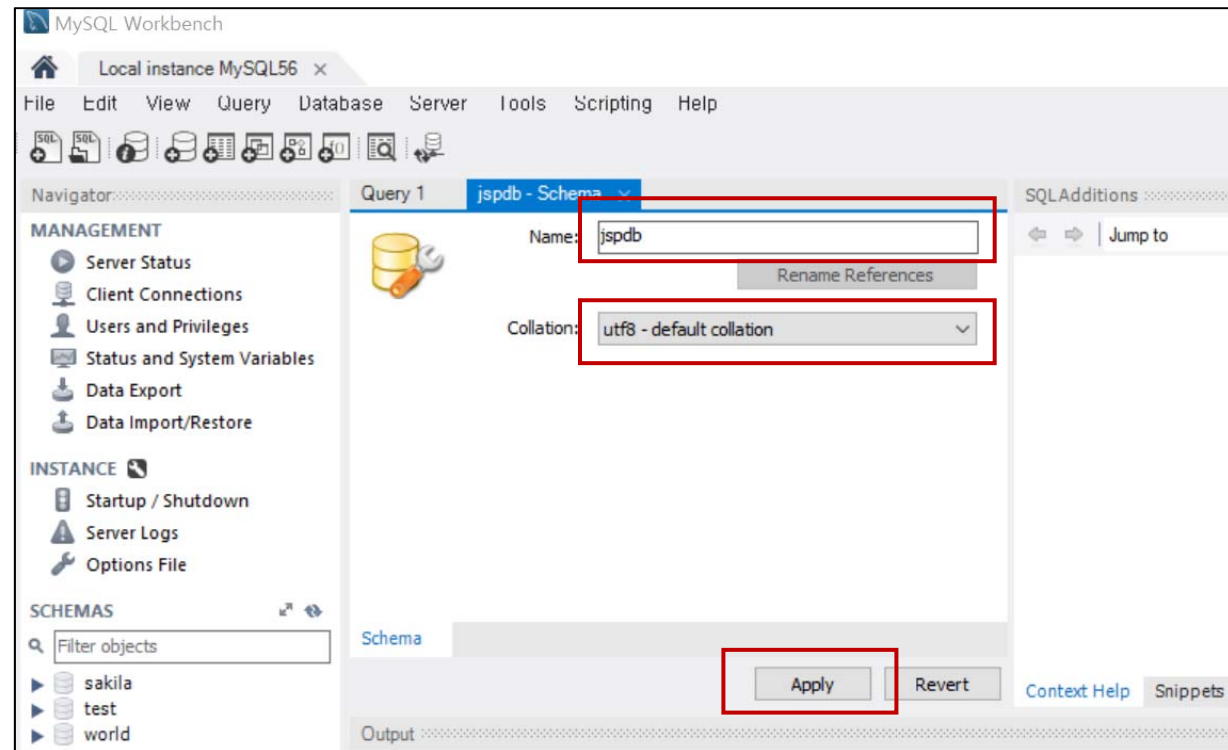 MySQL Workbench
Local instance MySQL56 ×
File Edit View Query Database Server Tools Scripting Help
SQL SQL
Navigator
MANAGEMENT
Server Status
Client Connections
Users and Privileges
Status and System Variables
Data Export
Data Import/Restore
INSTANCE
Startup / Shutdown
Server Logs
Options File
SCHEMAS
Filter objects
sakila
test
world
Query 1 jspdb - Schema ×
Name: jspdb
Rename References
Collation: utf8 - default collation
Schema
Apply Revert
Output
SQLAdditions
Jump to
Context Help Snippets